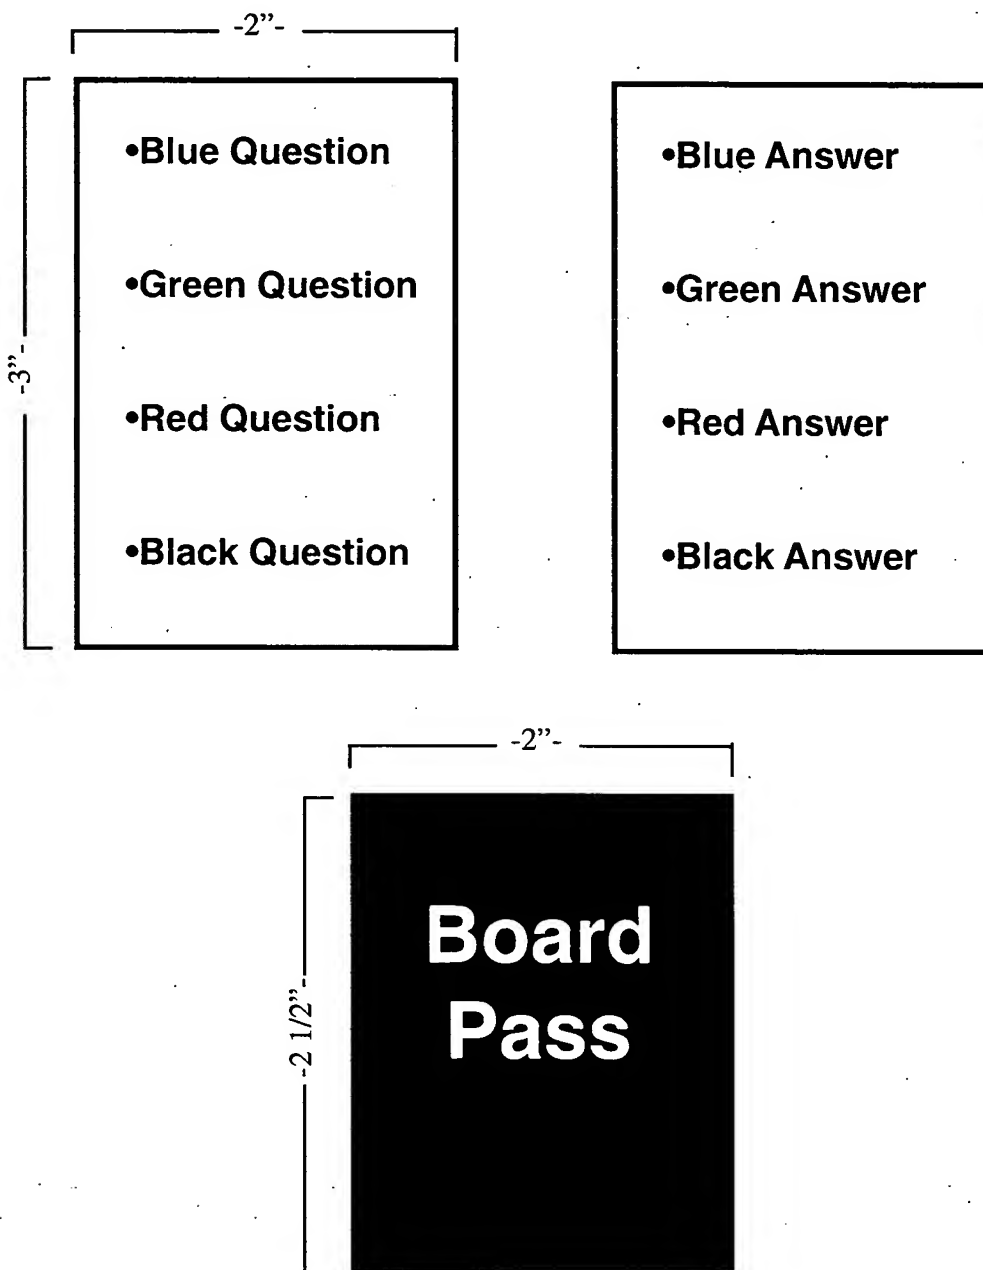 -2”-
•Blue Question
•Green Question
•Red Question
•Black Question
-3”-
•Blue Answer
•Green Answer
•Red Answer
•Black Answer
-2”-
-2 1/2”-
Board
Pass